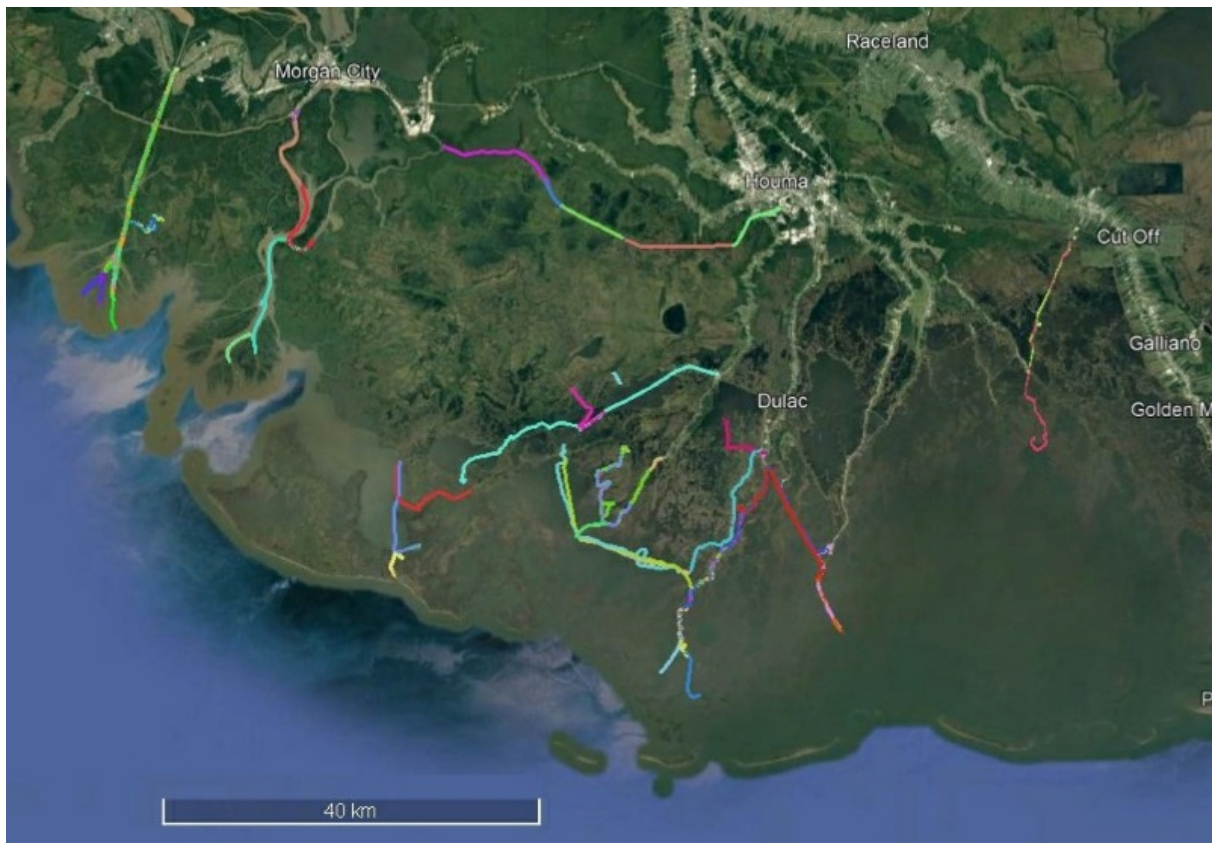 Raceland
Morgan City
Houma
Cut Off
Galliano
Dulac
Golden M
P
40 km